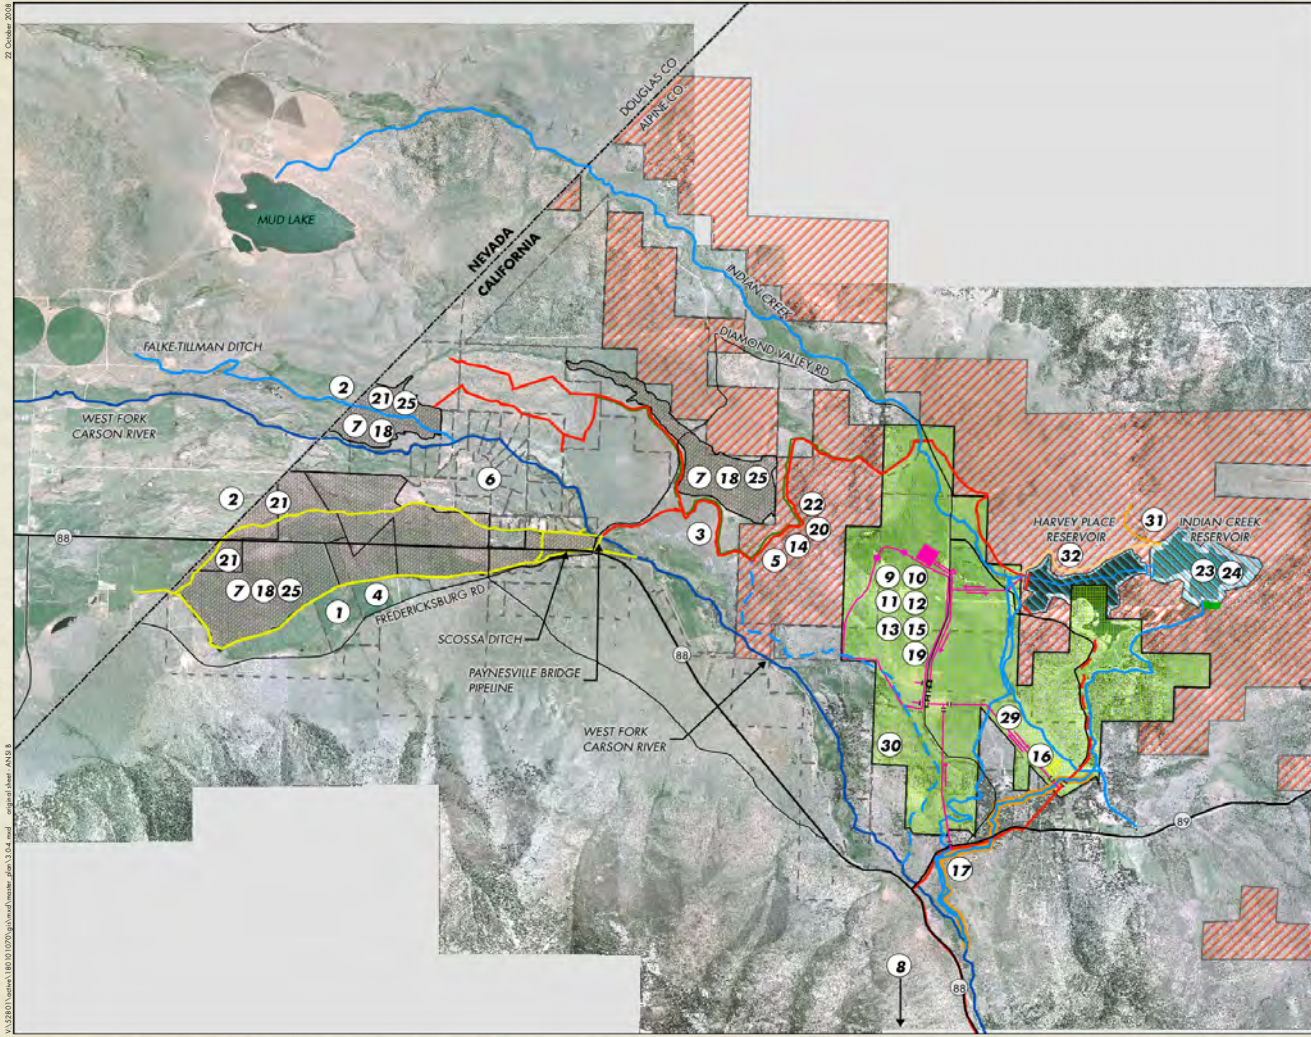 22 October 2008
DOUGLAS CO
ALPINE CO
MUD LAKE
NEVADA
CALIFORNIA
INDIAN CREEK
DIAMOND VALLEY RD
FALKE-TILLMAN DITCH
2
21
25
7
18
WEST FORK
CARSON RIVER
6
7
18
25
2
21
22
20
14
5
3
88
HARVEY PLACE
RESERVOIR
31
INDIAN CREEK
RESERVOIR
32
23
24
21
7
18
25
1
4
FREDERICKSBURG RD
9
10
11
12
13
15
19
SCOSSA DITCH
PAYNESVILLE BRIDGE
PIPELINE
88
WEST FORK
CARSON RIVER
29
30
16
89
17
8
88
original sheet - ANSI B